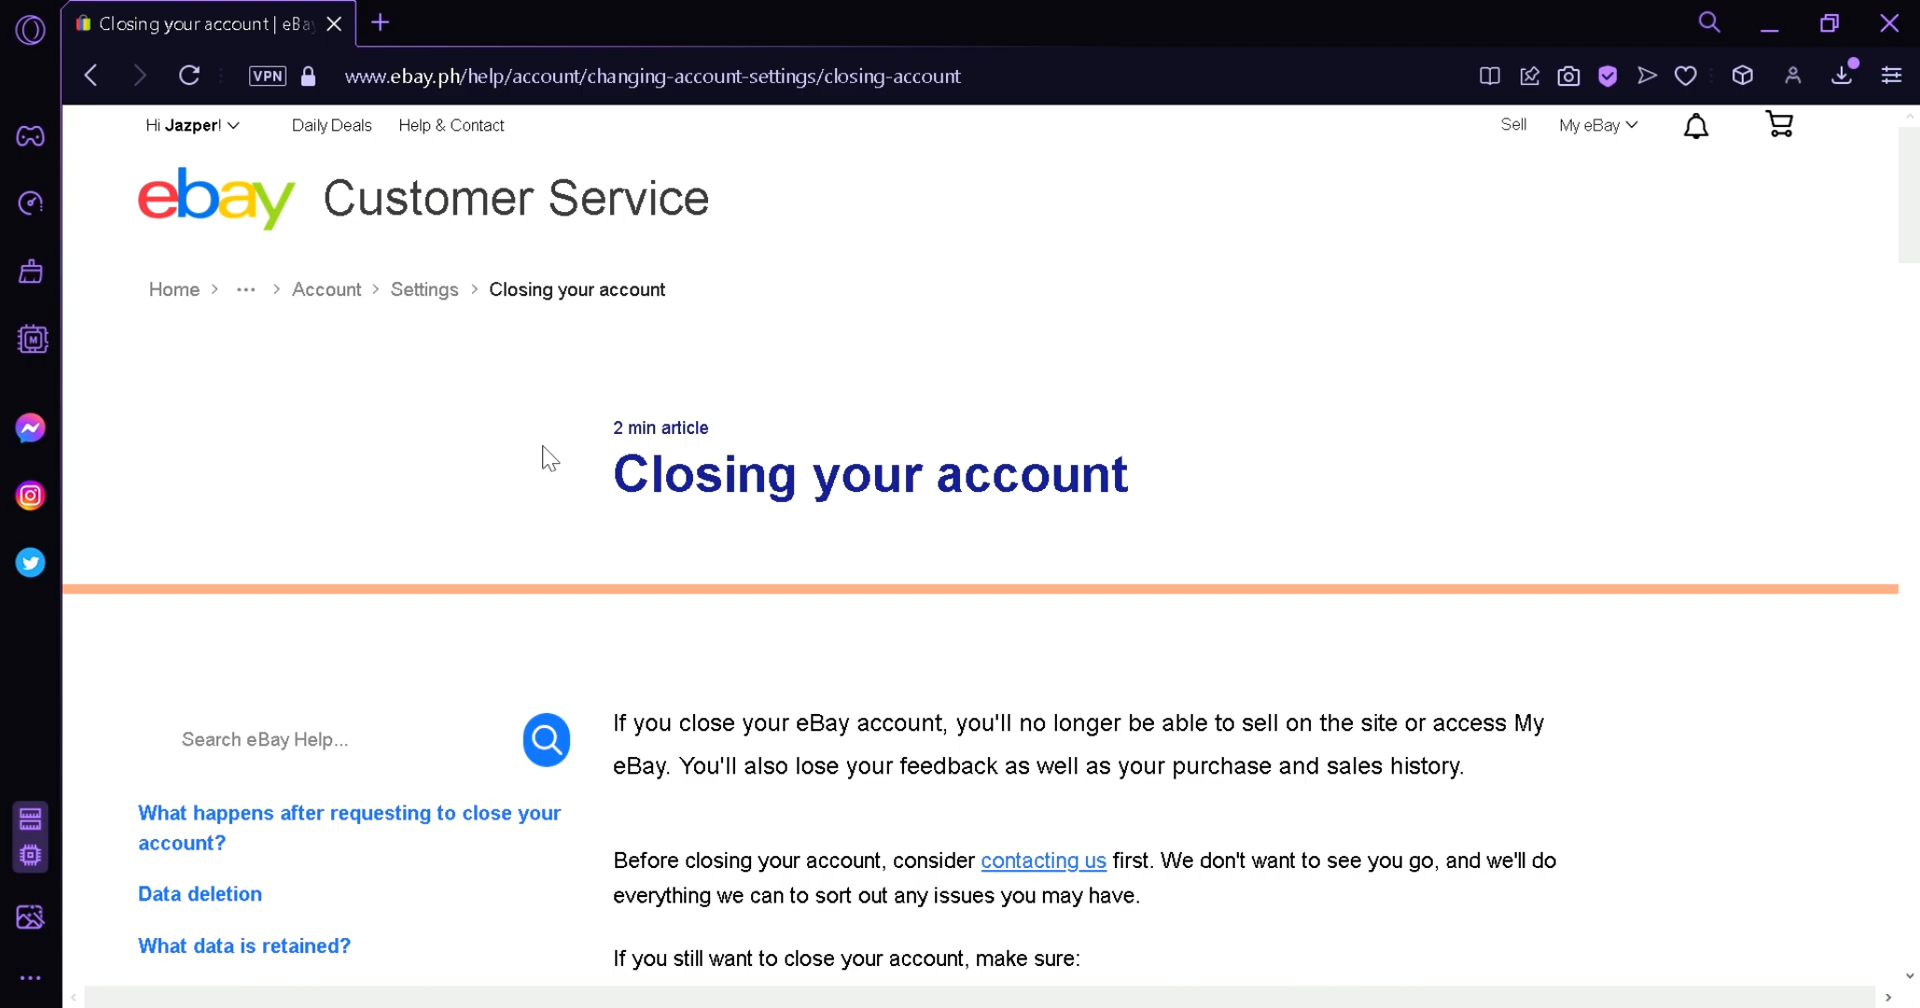 Closing your account | eBa
VPN
www.ebay.ph/help/account/changing-account-settings/closing-account
Hi Jazper!
Daily Deals
Help & Contact
Sell
My eBay
ebay Customer Service
Home > ... > Account > Settings > Closing your account
2 min article
Closing your account
Search eBay Help...
What happens after requesting to close your
account?
Data deletion
What data is retained?
If you close your eBay account, you'll no longer be able to sell on the site or access My
eBay. You'll also lose your feedback as well as your purchase and sales history.
Before closing your account, consider contacting us first. We don't want to see you go, and we'll do
everything we can to sort out any issues you may have.
If you still want to close your account, make sure: